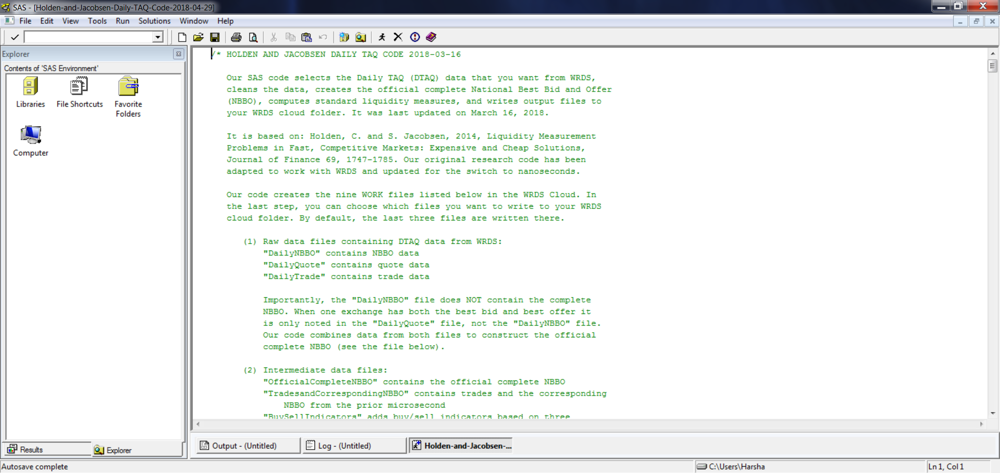 SAS - [Holden-and-Jacobsen-Daily-TAQ-Code-2018-04-29]
File Edit View Tools Run Solutions Window Help
Explorer
Contents of 'SAS Environment'
Libraries
File Shortcuts
Favorite
Folders
Computer
/* HOLDEN AND JACOBSEN DAILY TAQ CODE 2018-03-16
Our SAS code selects the Daily TAQ (DTAQ) data that you want from WRDS,
cleans the data, creates the official complete National Best Bid and Offer
(NBBO), computes standard liquidity measures, and writes output files to
your WRDS cloud folder. It was last updated on March 16, 2018.
It is based on: Holden, C. and S. Jacobsen, 2014, Liquidity Measurement
Problems in Fast, Competitive Markets: Expensive and Cheap Solutions,
Journal of Finance 69, 1747-1785. Our original research code has been
adapted to work with WRDS and updated for the switch to nanoseconds.
Our code creates the nine WORK files listed below in the WRDS Cloud. In
the last step, you can choose which files you want to write to your WRDS
cloud folder. By default, the last three files are written there.
(1) Raw data files containing DTAQ data from WRDS:
"DailyNBBO" contains NBBO data
"DailyQuote" contains quote data
"DailyTrade" contains trade data
Importantly, the "DailyNBBO" file does NOT contain the complete
NBBO. When one exchange has both the best bid and best offer it
is only noted in the "DailyQuote" file, not the "DailyNBBO" file.
Our code combines data from both files to construct the official
complete NBBO (see the file below).
(2) Intermediate data files:
"OfficialCompleteNBBO" contains the official complete NBBO
"TradesandCorrespondingNBBO" contains trades and the corresponding
NBBO from the prior microsecond
"BuySellIndicators" adds buy/sell indicators based on three
Results
Explorer
Output - (Untitled)
Log - (Untitled)
Holden-and-Jacobsen-...
Autosave complete
C:\Users\Harsha
Ln 1, Col 1